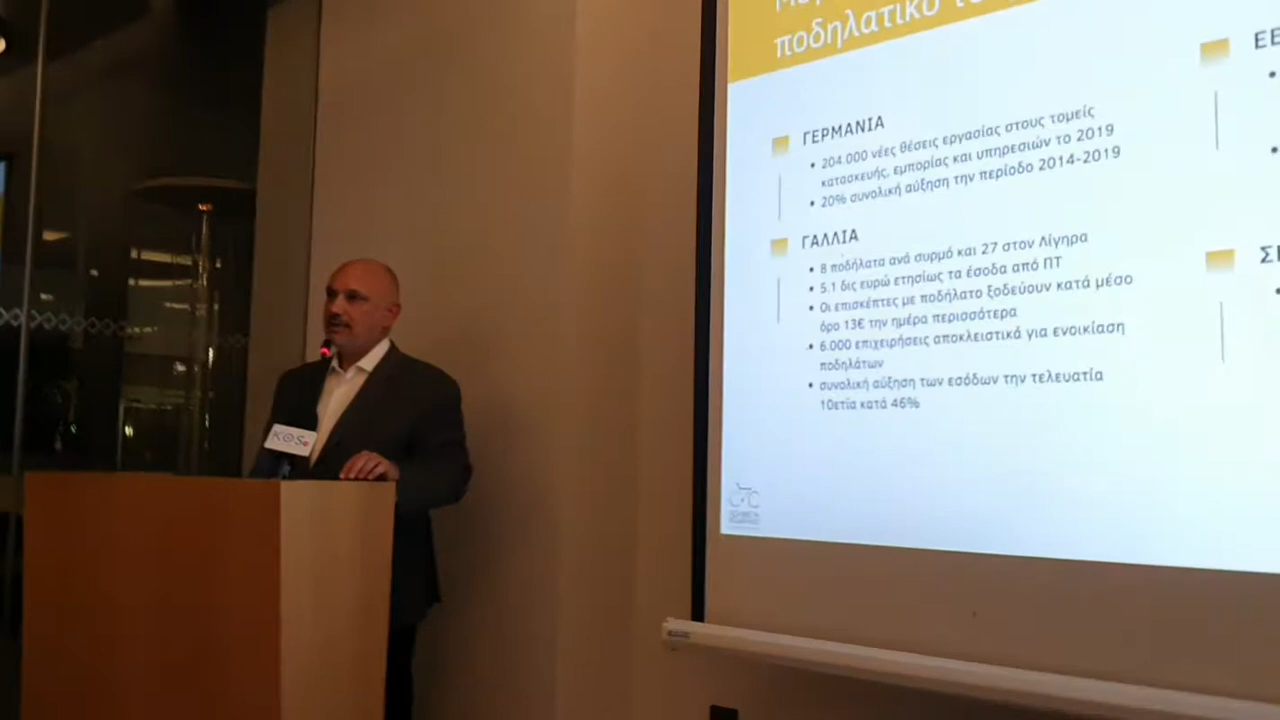 ποδηλατικό
ΓΕΡΜΑΝΙΑ
• 204.000 νέες θέσεις εργασίας στους τομείς
κατασκευής, εμπορίας και υπηρεσιών το 2019
• 20% συνολική αύξηση την περίοδο 2014-2019
ΓΑΛΛΙΑ
• 8 ποδήλατα ανά συρμό και 27 στον Λίγηρα
• 5.1 δις ευρώ ετησίως τα έσοδα από ΠΤ
• Οι επισκέπτες με ποδήλατο ξοδεύουν κατά μέσο
όρο 13€ την ημέρα περισσότερα
• 6.000 επιχειρήσεις αποκλειστικά για ενοικίαση
ποδηλάτων
• συνολική αύξηση των εσόδων την τελευατία
10ετία κατά 46%
KOS